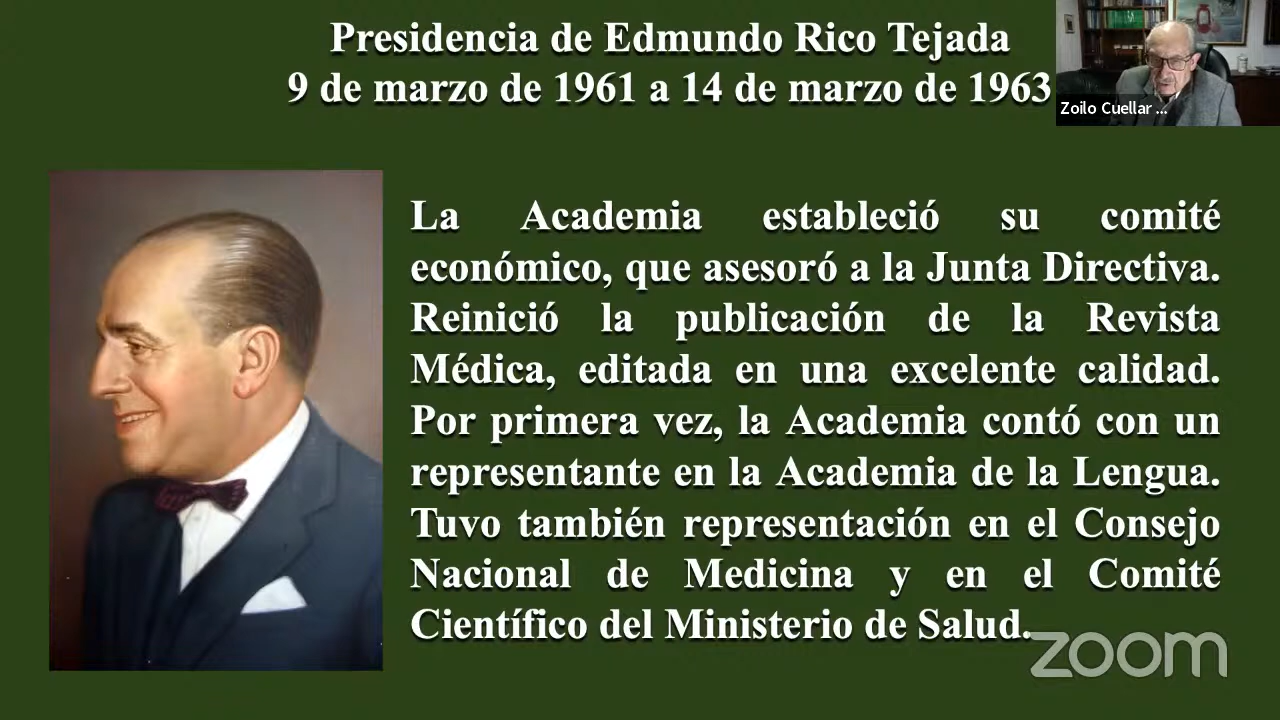 Presidencia de Edmundo Rico Tejada
9 de marzo de 1961 a 14 de marzo de 1963
Zoilo Cuellar ...
La Academia estableció su comité
económico, que asesoró a la Junta Directiva.
Reinició la publicación de la Revista
Médica, editada en una excelente calidad.
Por primera vez, la Academia contó con un
representante en la Academia de la Lengua.
Tuvo también representación en el Consejo
Nacional de Medicina y en el Comité
Científico del Ministerio de Salud.
zoom